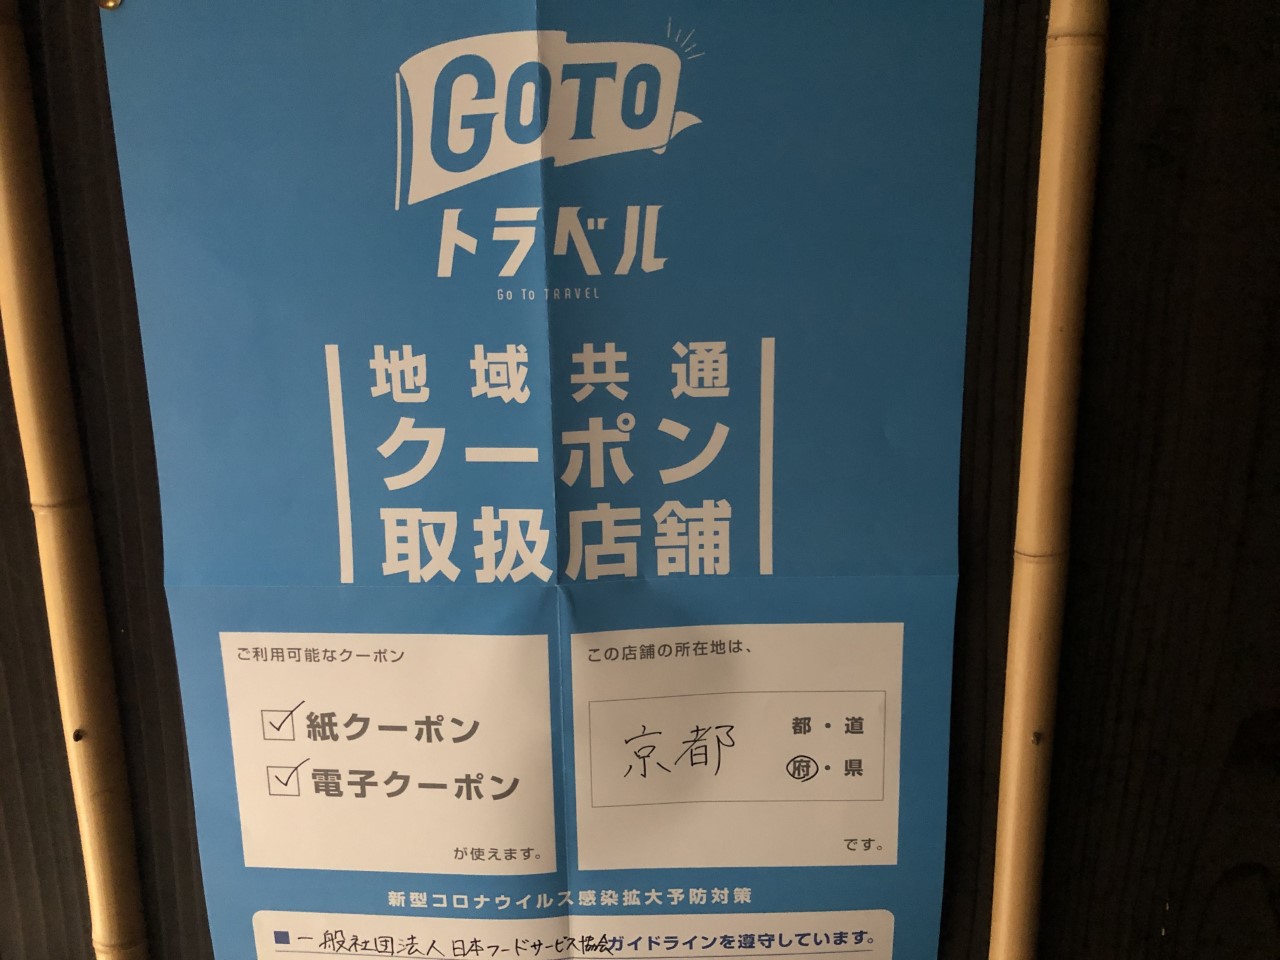 GOTO
トラベル
Go To TRAVEL
地域共通
クーポン
取扱店舗
ご利用可能なクーポン
紙クーポン
電子クーポン
が使えます。
この店舗の所在地は、
京都 都・道
府・県
です。
新型コロナウイルス感染拡大予防対策
■一般社団法人日本フードサービス協会ガイドラインを遵守しています。